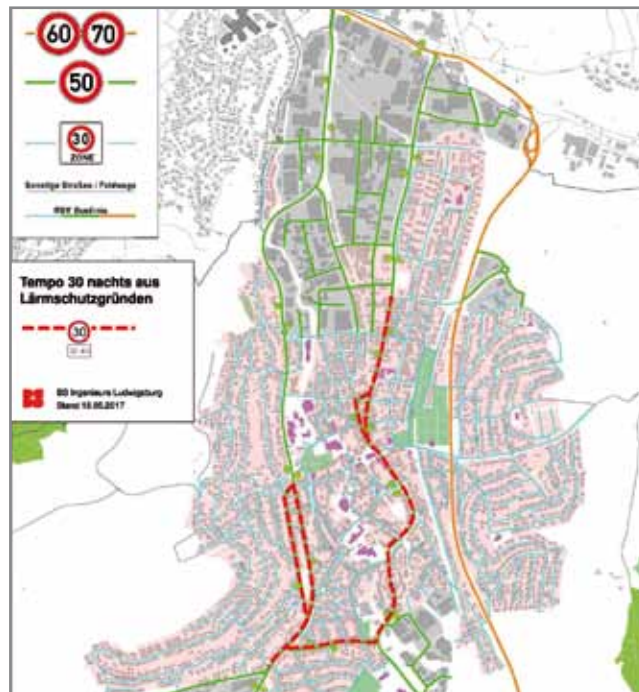 60 70
50
30
ZONE
Sonstige Straßen / Feldwege
Tempo 30 nachts aus
Lärmschutzgründen
30
BS Ingenieure Ludwigsburg